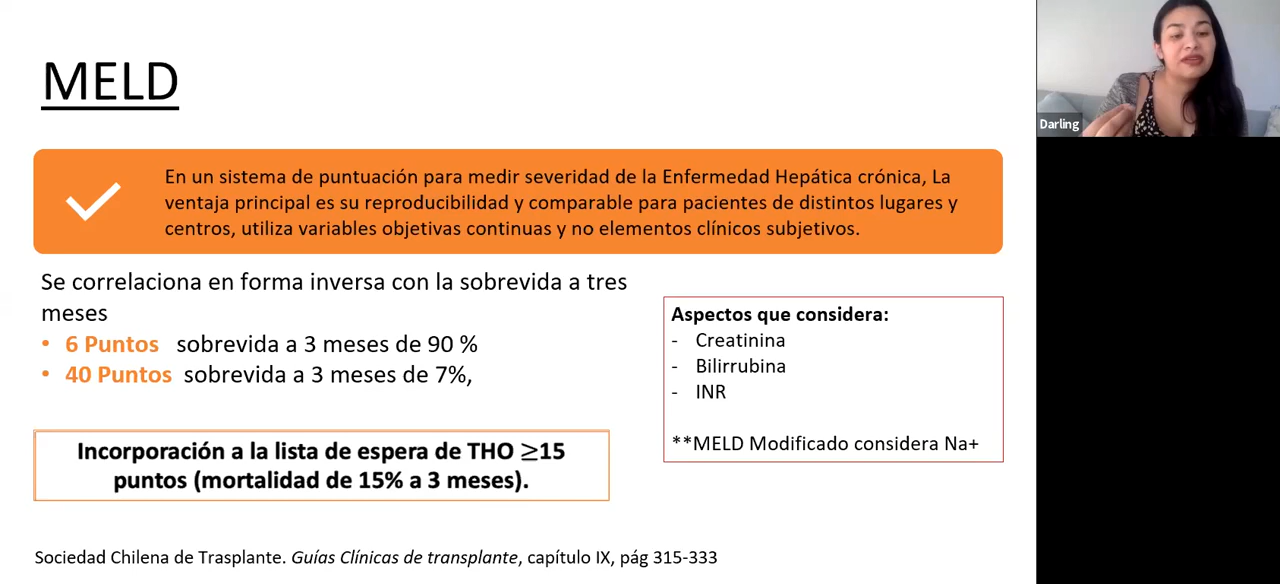 MELD
En un sistema de puntuación para medir severidad de la Enfermedad Hepática crónica, La
ventaja principal es su reproducibilidad y comparable para pacientes de distintos lugares y
centros, utiliza variables objetivas continuas y no elementos clínicos subjetivos.
Se correlaciona en forma inversa con la sobrevida a tres
meses
• 6 Puntos sobrevida a 3 meses de 90 %
• 40 Puntos sobrevida a 3 meses de 7%,
Incorporación a la lista de espera de THO ≥15
puntos (mortalidad de 15% a 3 meses).
Aspectos que considera:
- Creatinina
- Bilirrubina
- INR
**MELD Modificado considera Na+
Sociedad Chilena de Trasplante. Guías Clínicas de transplante, capítulo IX, pág 315-333
Darling